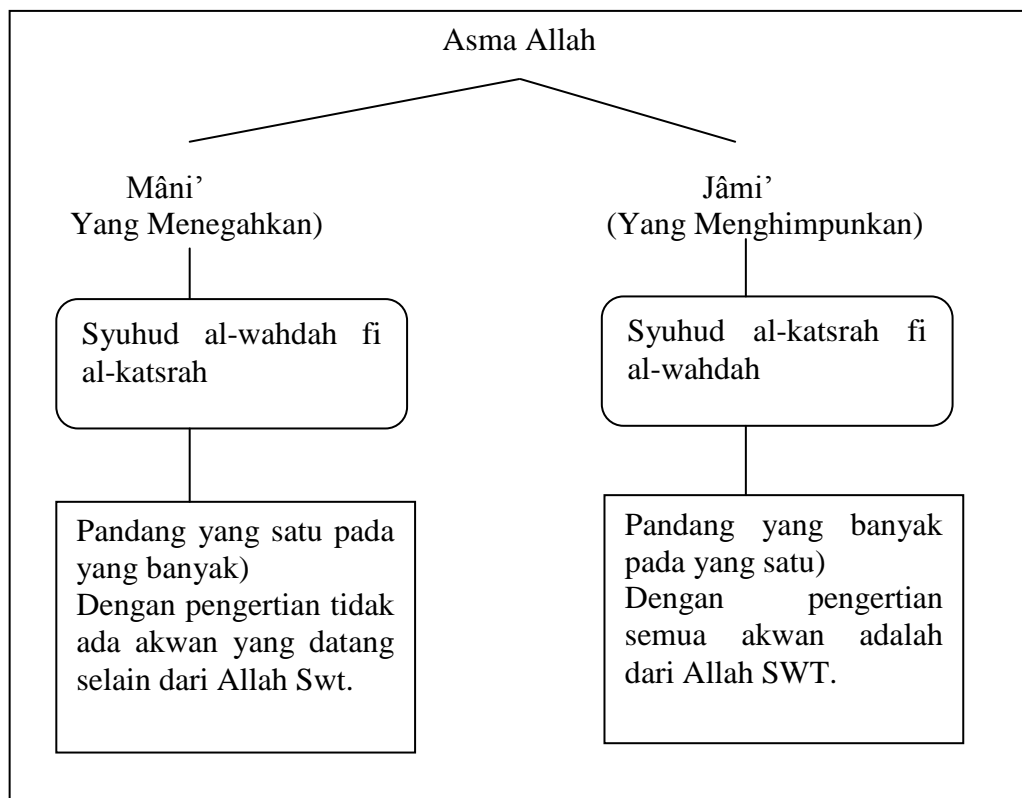 Asma Allah
Mâni’
Yang Menegahkan)
Syuhud al-wahdah fi
al-katsrah
Pandang yang satu pada
yang banyak)
Dengan pengertian tidak
ada akwan yang datang
selain dari Allah Swt.
Jâmi’
(Yang Menghimpunkan)
Syuhud al-katsrah fi
al-wahdah
Pandang yang banyak
pada yang satu)
Dengan pengertian
semua akwan adalah
dari Allah SWT.